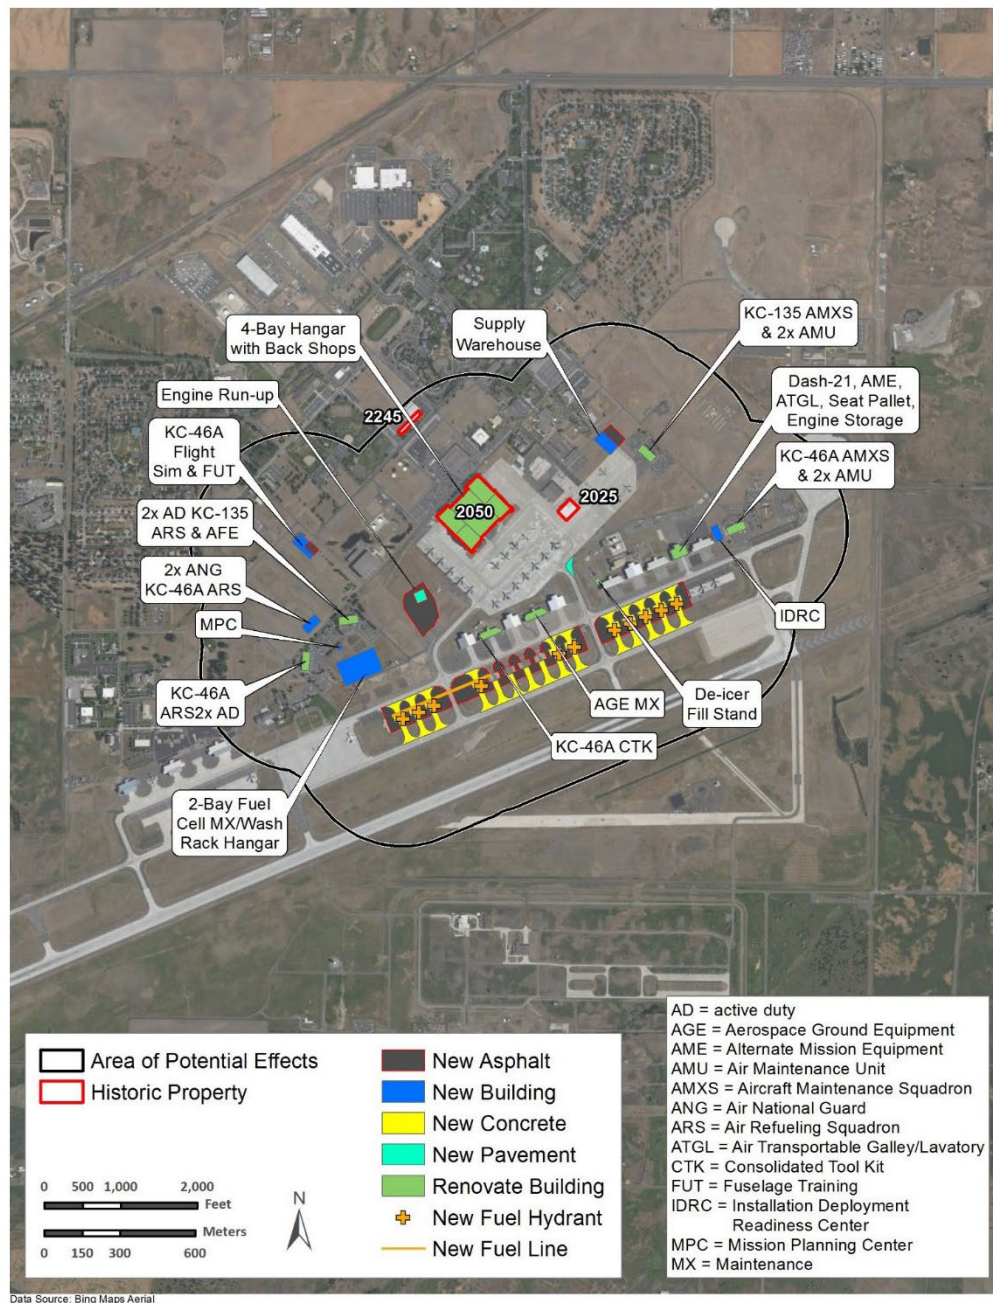 4-Bay Hangar
with Back Shops
Supply
Warehouse
KC-135 AMXS
& 2x AMU
Engine Run-up
Dash-21, AME,
ATGL, Seat Pallet,
Engine Storage
2245
KC-46A
Flight
Sim & FUT
KC-46A AMXS
& 2x AMU
2050
2025
2x AD KC-135
ARS & AFE
2x ANG
KC-46A ARS
MPC
IDRC
KC-46A
ARS2x AD
AGE MX
De-icer
Fill Stand
KC-46A CTK
2-Bay Fuel
Cell MX/Wash
Rack Hangar
Area of Potential Effects
Historic Property
0 500 1,000 2,000
Feet
Meters
0 150 300 600
N
New Asphalt
New Building
New Concrete
New Pavement
Renovate Building
New Fuel Hydrant
New Fuel Line
AD = active duty
AGE = Aerospace Ground Equipment
AME = Alternate Mission Equipment
AMU = Air Maintenance Unit
AMXS = Aircraft Maintenance Squadron
ANG = Air National Guard
ARS = Air Refueling Squadron
ATGL = Air Transportable Galley/Lavatory
CTK = Consolidated Tool Kit
FUT = Fuselage Training
IDRC = Installation Deployment
Readiness Center
MPC = Mission Planning Center
MX = Maintenance
Data Source: Bing Maps Aerial